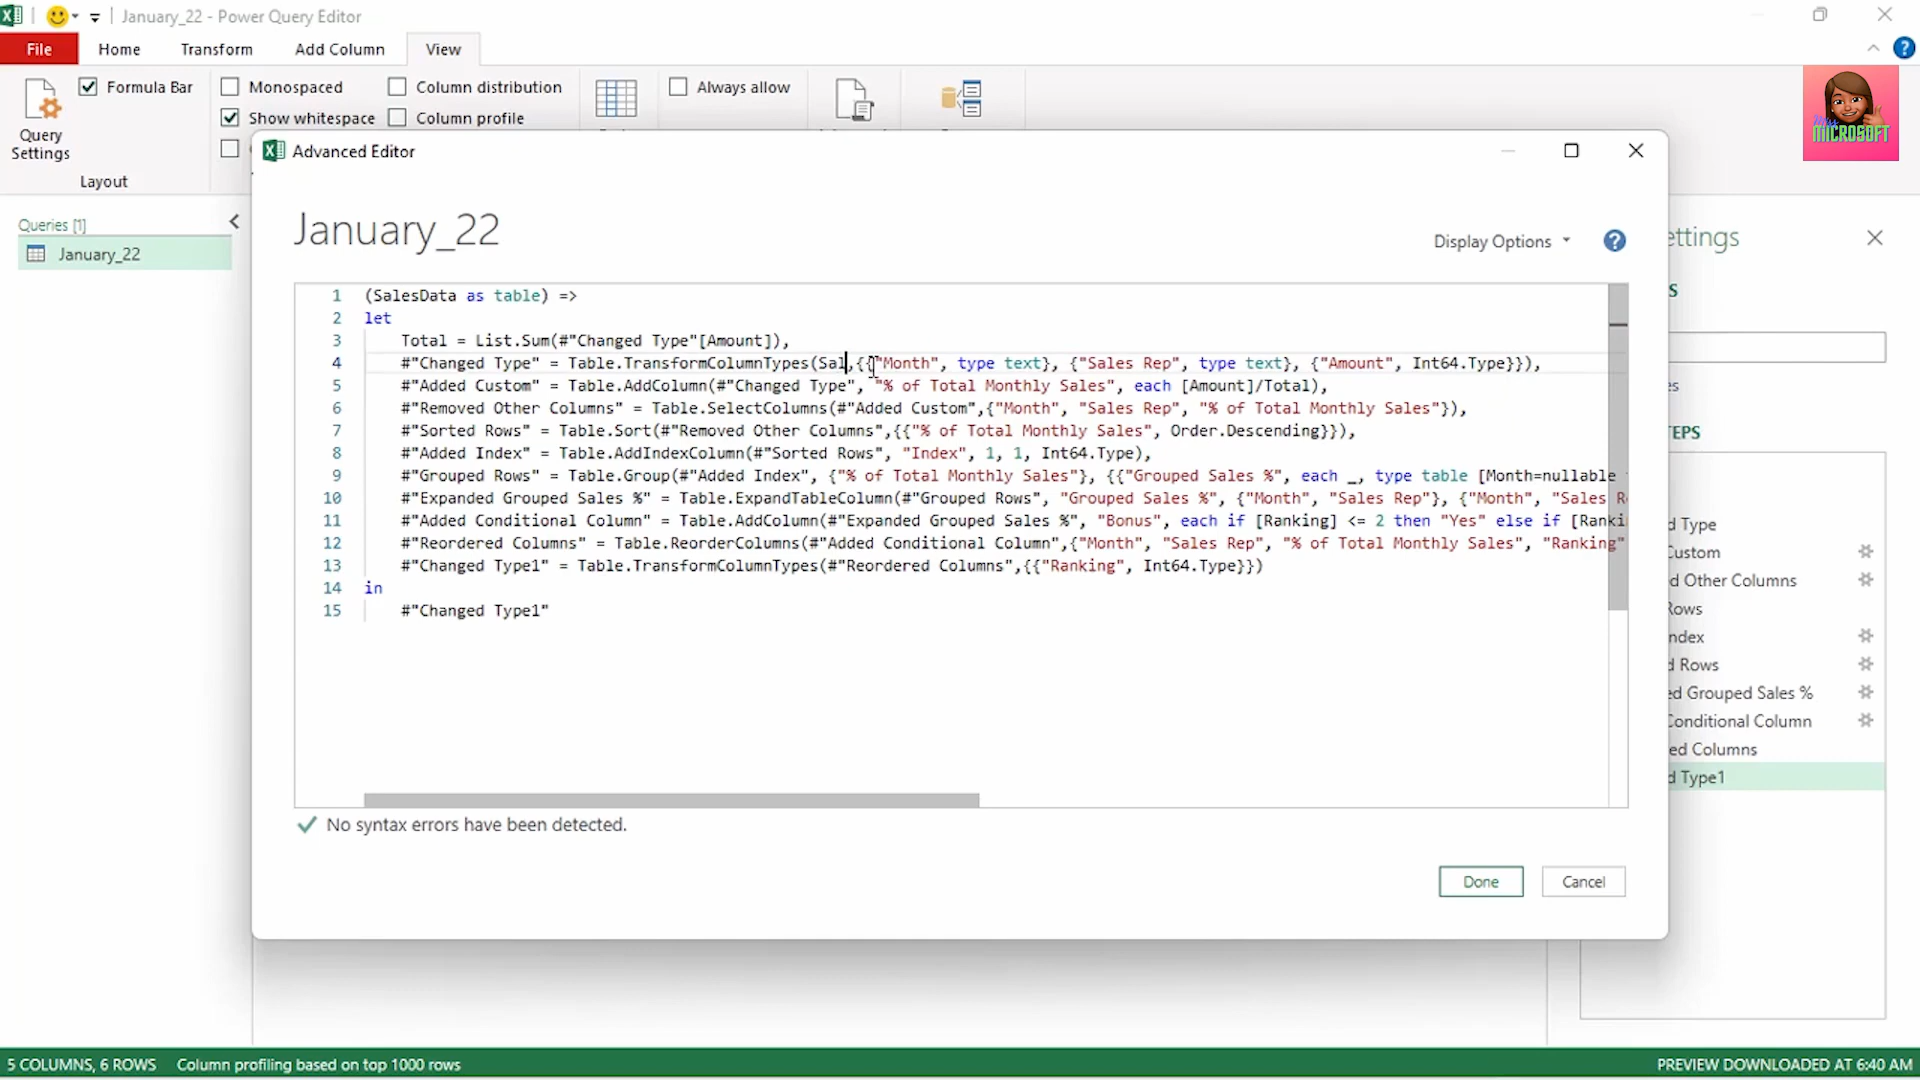 January_22 - Power Query Editor
File Home Transform Add Column View
Formula Bar
Monospaced
Column distribution
Always allow
Show whitespace
Column profile
Query
Settings
Layout
MICROSOFT
Advanced Editor
Queries [1]
January_22
January_22
Display Options
ettings
1 (SalesData as table) =>
2 let
3 Total = List.Sum(#"Changed Type"[Amount]),
4 #"Changed Type" = Table.TransformColumnTypes(Sal,{{"Month", type text}, {"Sales Rep", type text}, {"Amount", Int64.Type}}),
5 #"Added Custom" = Table.AddColumn(#"Changed Type", "% of Total Monthly Sales", each [Amount]/Total),
6 #"Removed Other Columns" = Table.SelectColumns(#"Added Custom",{"Month", "Sales Rep", "% of Total Monthly Sales"}),
7 #"Sorted Rows" = Table.Sort(#"Removed Other Columns",{{"% of Total Monthly Sales", Order.Descending}}),
8 #"Added Index" = Table.AddIndexColumn(#"Sorted Rows", "Index", 1, 1, Int64.Type),
9 #"Grouped Rows" = Table.Group(#"Added Index", {"% of Total Monthly Sales"}, {{"Grouped Sales %", each _, type table [Month=nullable
10 #"Expanded Grouped Sales %" = Table.ExpandTableColumn(#"Grouped Rows", "Grouped Sales %", {"Month", "Sales Rep"}, {"Month", "Sales R
11 #"Added Conditional Column" = Table.AddColumn(#"Expanded Grouped Sales %", "Bonus", each if [Ranking] <= 2 then "Yes" else if [Ranki
12 #"Reordered Columns" = Table.ReorderColumns(#"Added Conditional Column",{"Month", "Sales Rep", "% of Total Monthly Sales", "Ranking"
13 #"Changed Type1" = Table.TransformColumnTypes(#"Reordered Columns",{{"Ranking", Int64.Type}})
14 in
15 #"Changed Type1"
S
es
TEPS
d Type
Custom
d Other Columns
Rows
ndex
d Rows
ed Grouped Sales %
Conditional Column
ed Columns
d Type1
No syntax errors have been detected.
Done
Cancel
5 COLUMNS, 6 ROWS
Column profiling based on top 1000 rows
PREVIEW DOWNLOADED AT 6:40 AM